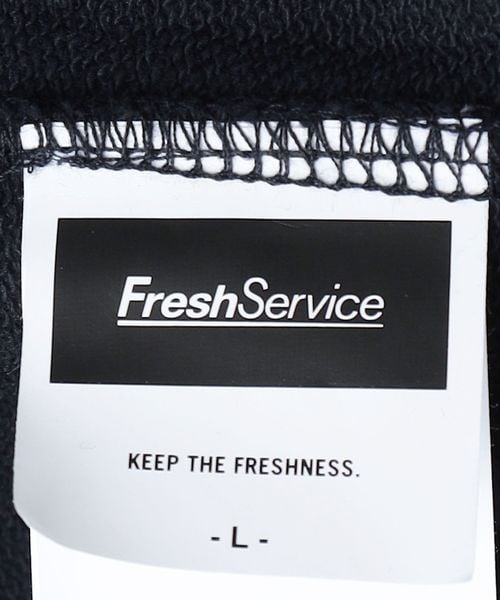 FreshService
KEEP THE FRESHNESS.
- L -